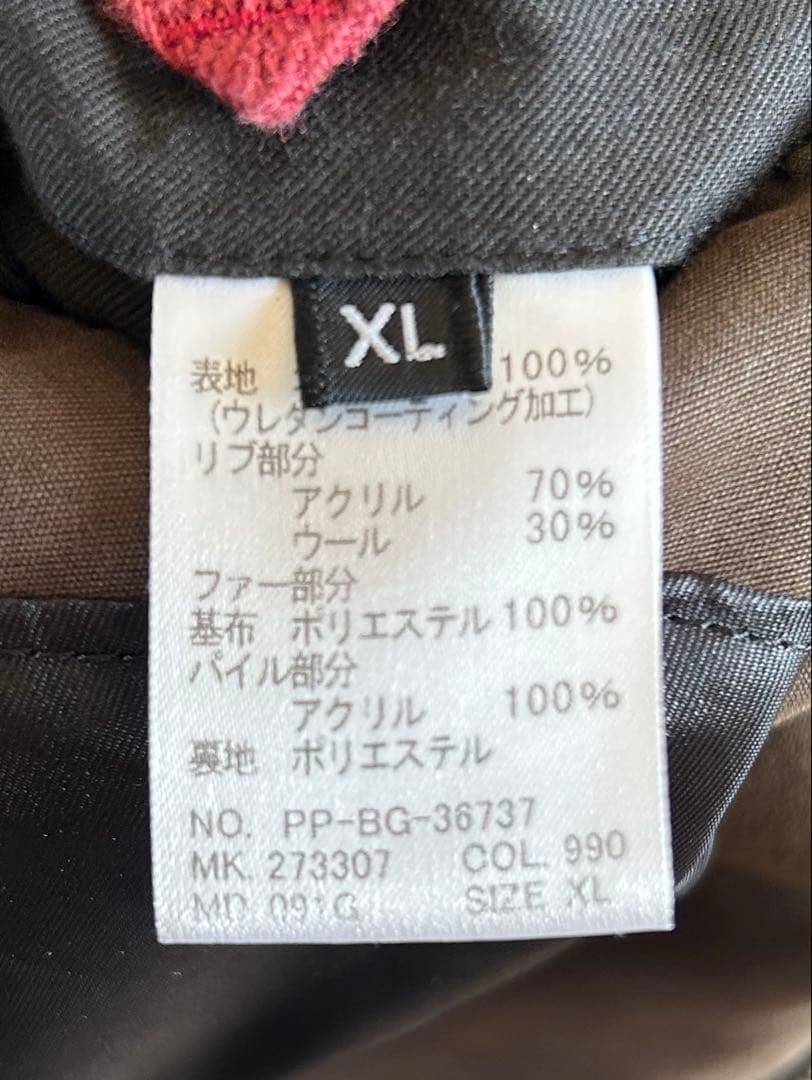 XL
表地 100%
(ウレタンコーティング加工)
リブ部分
アクリル 70%
ウール 30%
ファー部分
基布 ポリエステル 100%
パイル部分
アクリル 100%
裏地 ポリエステル
NO. PP-BG-36737
MK. 273307 COL. 990
MD 091G SIZE XL